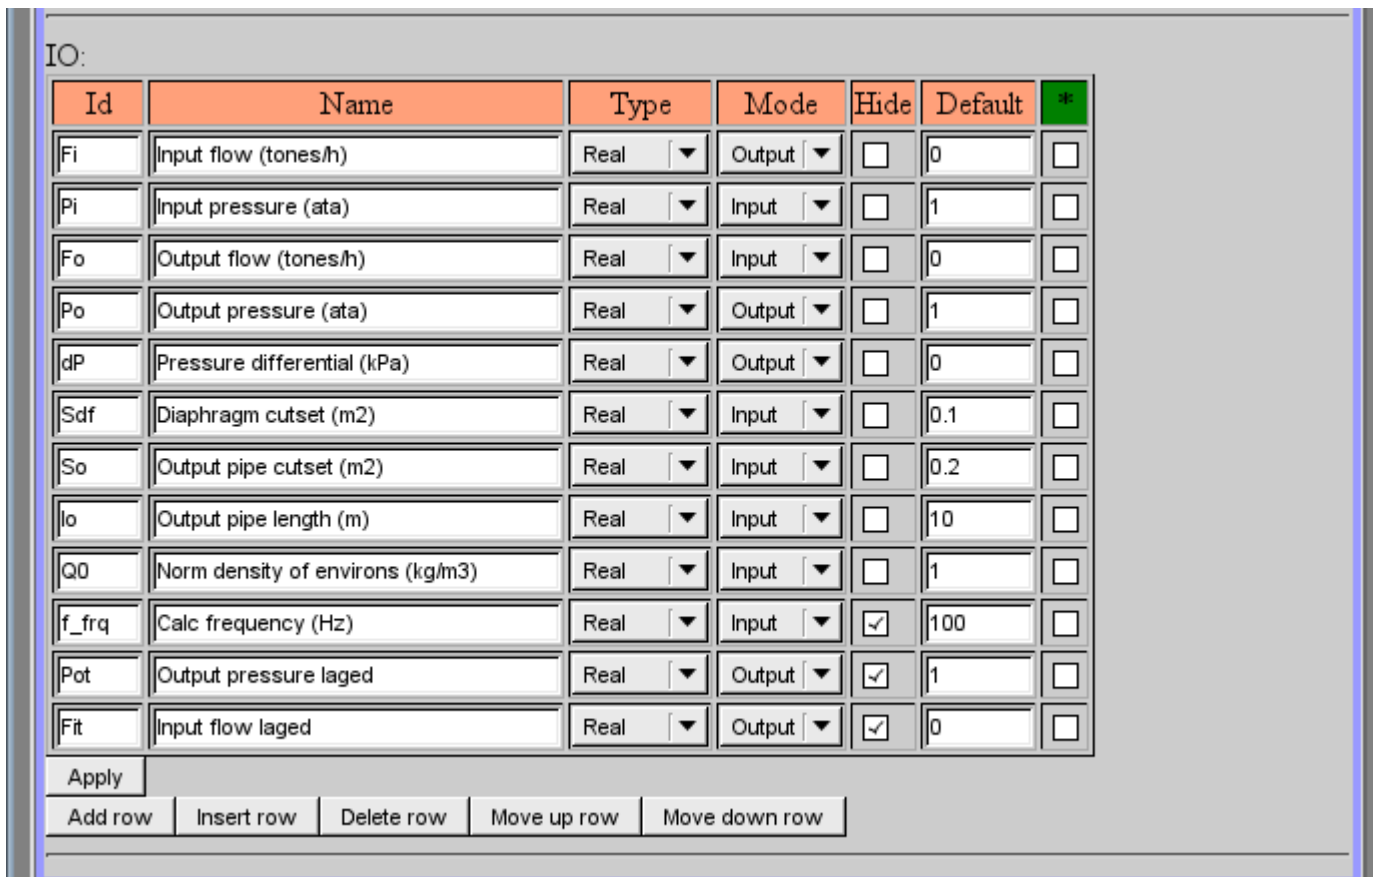 IO:
Id Name Type Mode Hide Default *
Fi Input flow (tones/h) Real Output 0
Pi Input pressure (ata) Real Input 1
Fo Output flow (tones/h) Real Input 0
Po Output pressure (ata) Real Output 1
dP Pressure differential (kPa) Real Output 0
Sdf Diaphragm cutset (m2) Real Input 0.1
So Output pipe cutset (m2) Real Input 0.2
lo Output pipe length (m) Real Input 10
Q0 Norm density of environs (kg/m3) Real Input 1
f_frq Calc frequency (Hz) Real Input 100
Pot Output pressure laged Real Output 1
Fit Input flow laged Real Output 0
Apply
Add row Insert row Delete row Move up row Move down row